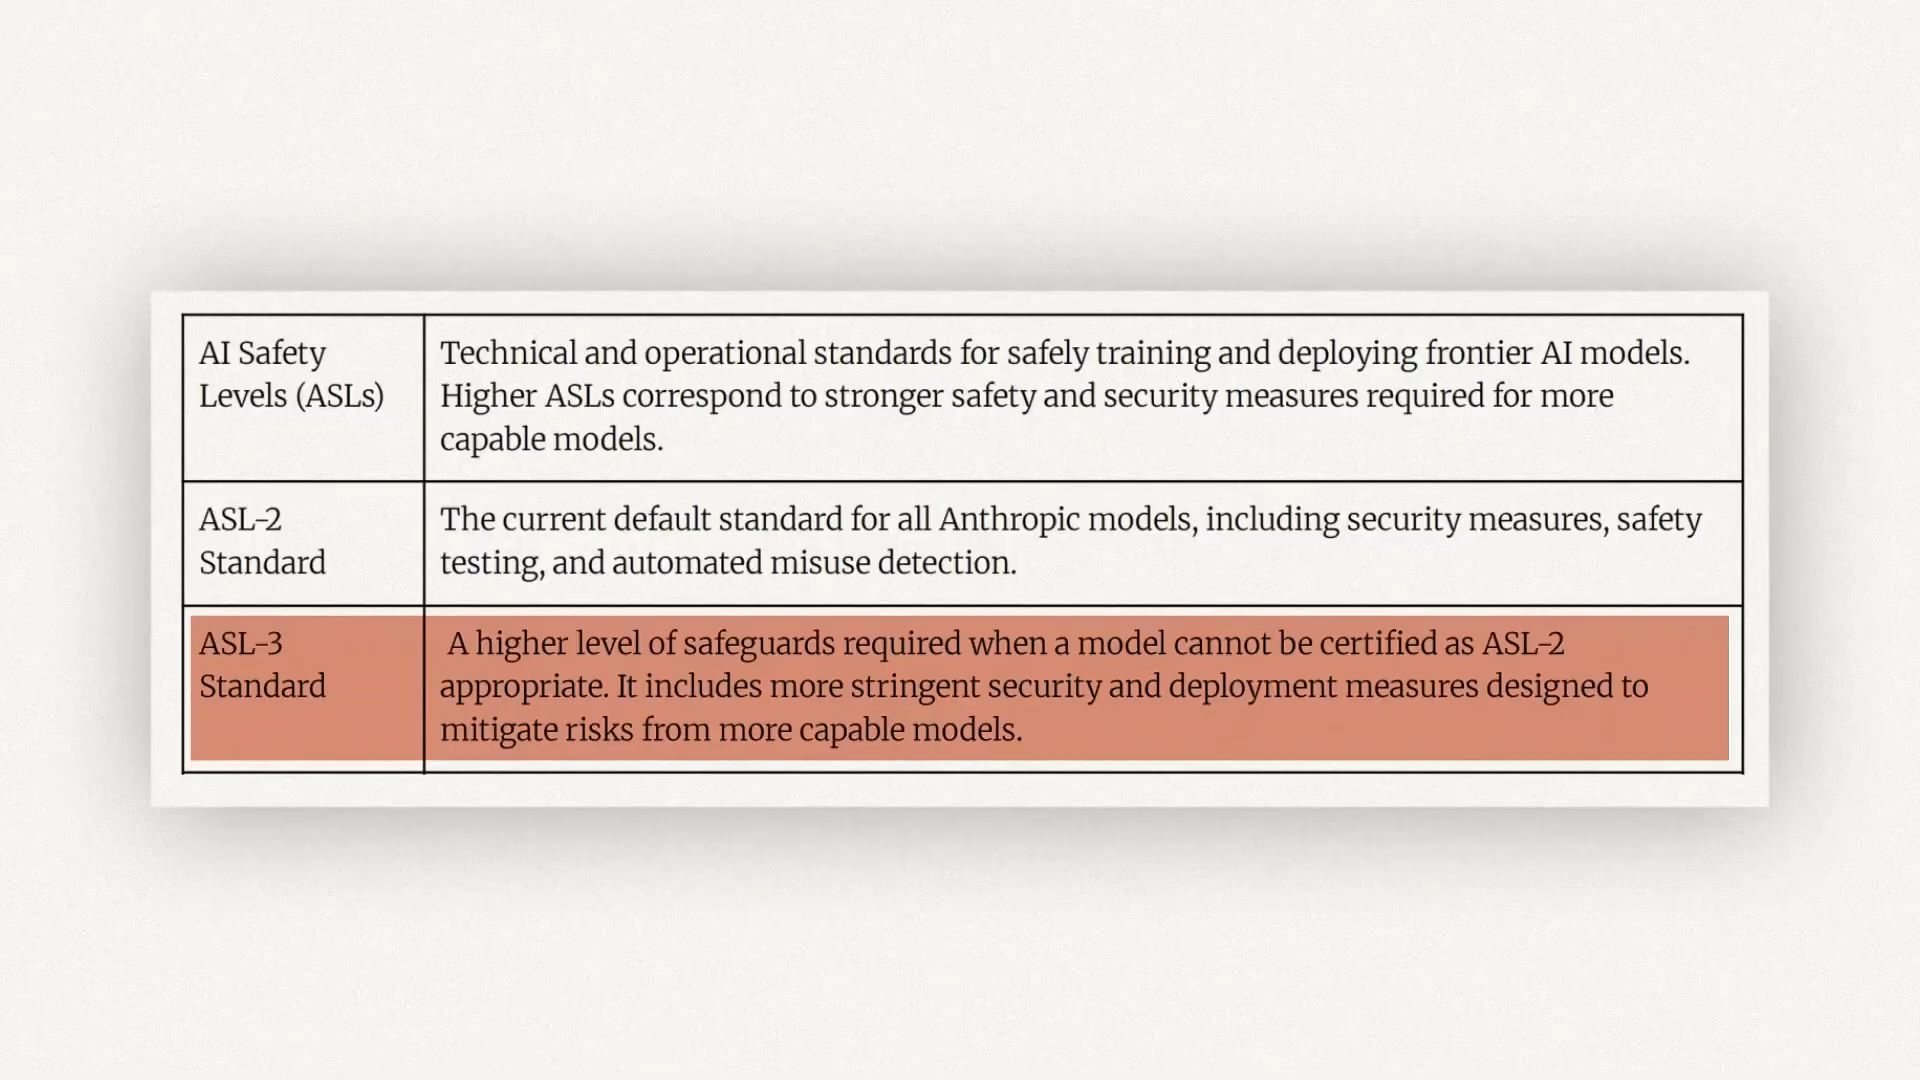 AI Safety
Levels (ASLs)
Technical and operational standards for safely training and deploying frontier AI models.
Higher ASLs correspond to stronger safety and security measures required for more
capable models.
ASL-2
Standard
The current default standard for all Anthropic models, including security measures, safety
testing, and automated misuse detection.
ASL-3
Standard
A higher level of safeguards required when a model cannot be certified as ASL-2
appropriate. It includes more stringent security and deployment measures designed to
mitigate risks from more capable models.